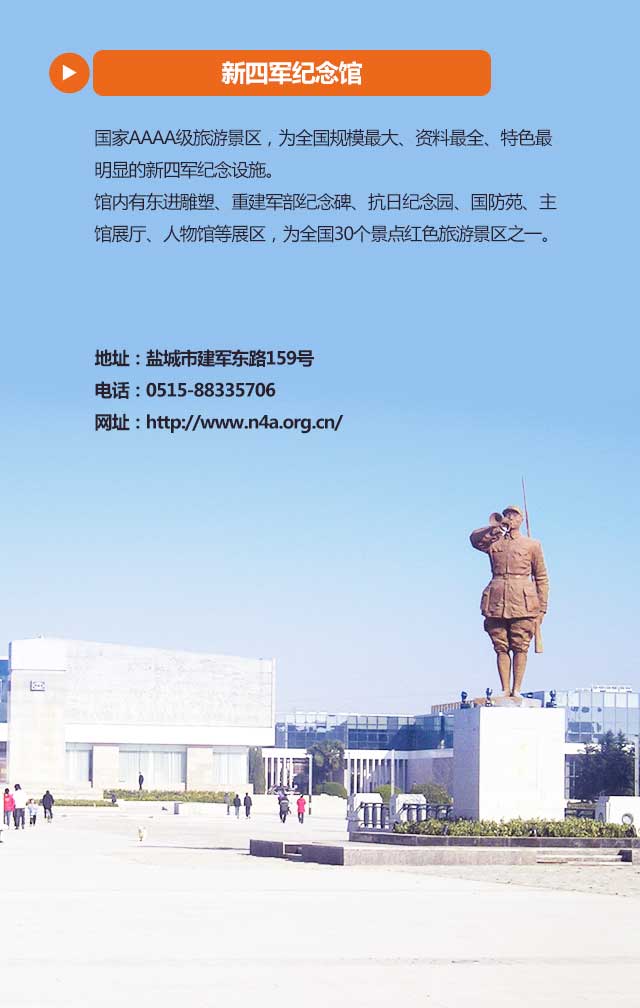 新四军纪念馆
国家AAAA级旅游景区，为全国规模最大、资料最全、特色最
明显的新四军纪念设施。
馆内有东进雕塑、重建军部纪念碑、抗日纪念园、国防苑、主
馆展厅、人物馆等展区，为全国30个景点红色旅游景区之一。
地址：盐城市建军东路159号
电话：0515-88335706
网址：http://www.n4a.org.cn/